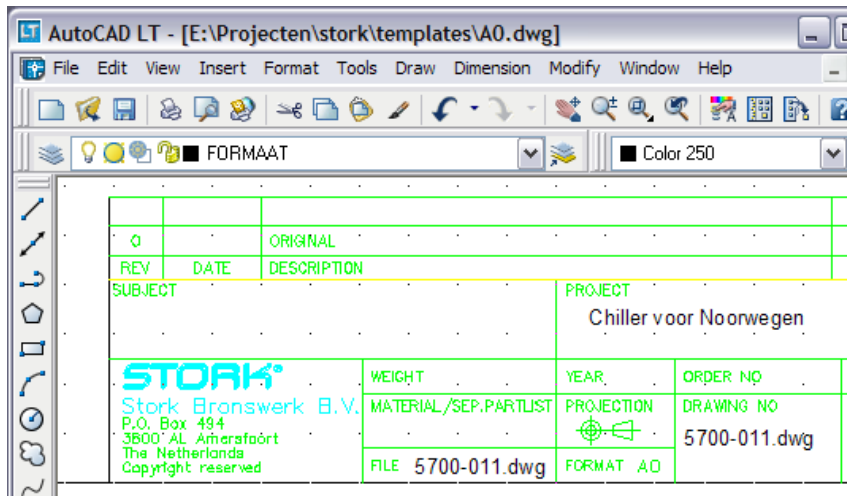 AutoCAD LT - [E:\Projecten\stork\templates\A0.dwg]
File Edit View Insert Format Tools Draw Dimension Modify Window Help
FORMAAT Color 250
0 ORIGINAL
REV DATE DESCRIPTION
SUBJECT PROJECT
Chiller voor Noorwegen
STORK WEIGHT YEAR ORDER NO
Stork Bronswerk B.V. MATERIAL/SEP.PARTLIST PROJECTION DRAWING NO
P.O. Box 494
3800 AL Amersfoort 5700-011.dwg
The Netherlands
Copyright reserved FILE 5700-011.dwg FORMAT A0